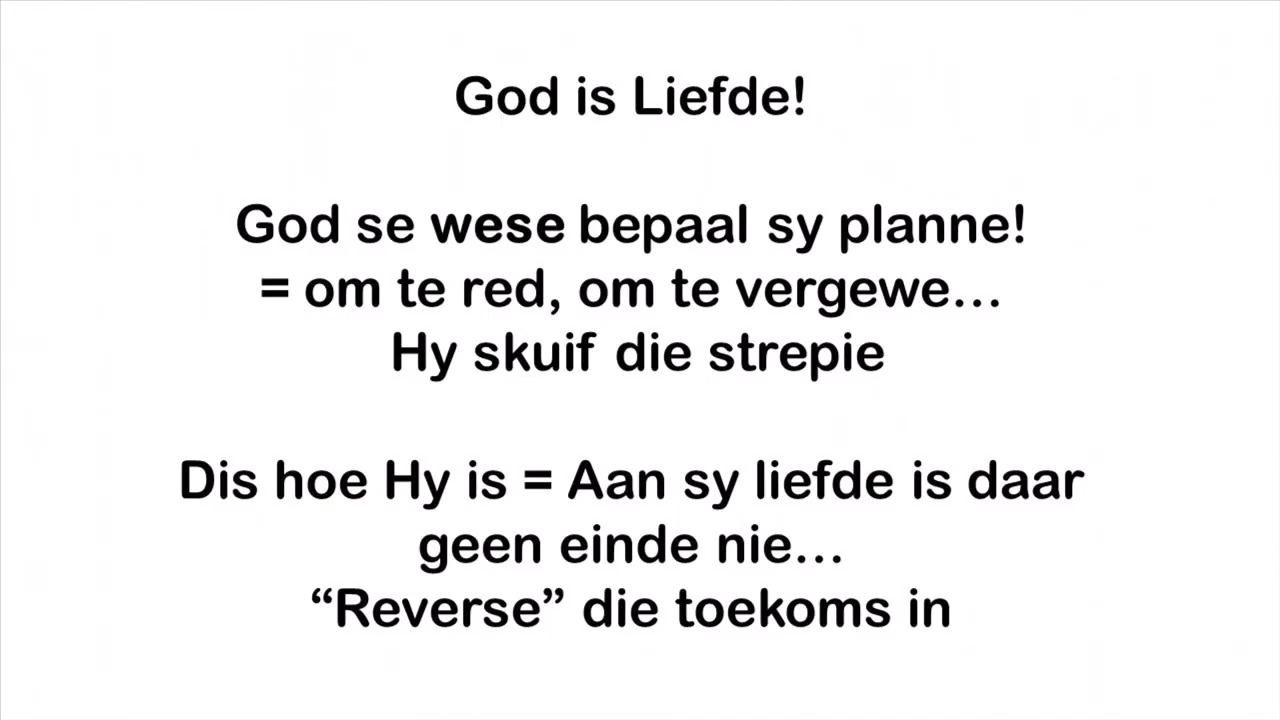 God is Liefde!
God se wese bepaal sy planne!
= om te red, om te vergewe...
Hy skuif die strepie
Dis hoe Hy is = Aan sy liefde is daar
geen einde nie...
“Reverse” die toekoms in